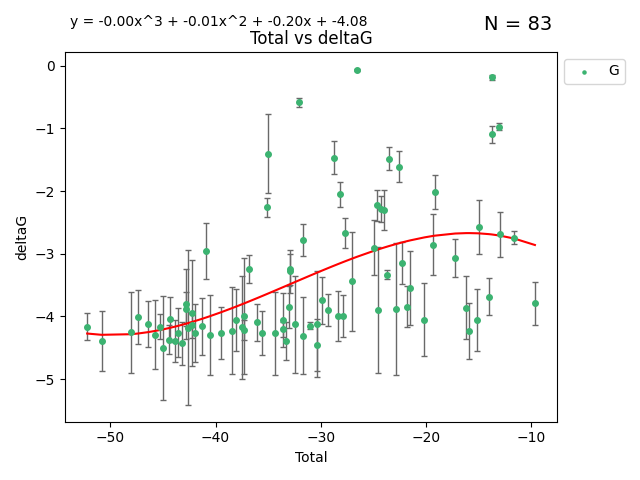 y = -0.00x^3 + -0.01x^2 + -0.20x + -4.08
N = 83
Total vs deltaG
G
0
−1
−2
−3
−4
−5
deltaG
−50 −40 −30 −20 −10
Total